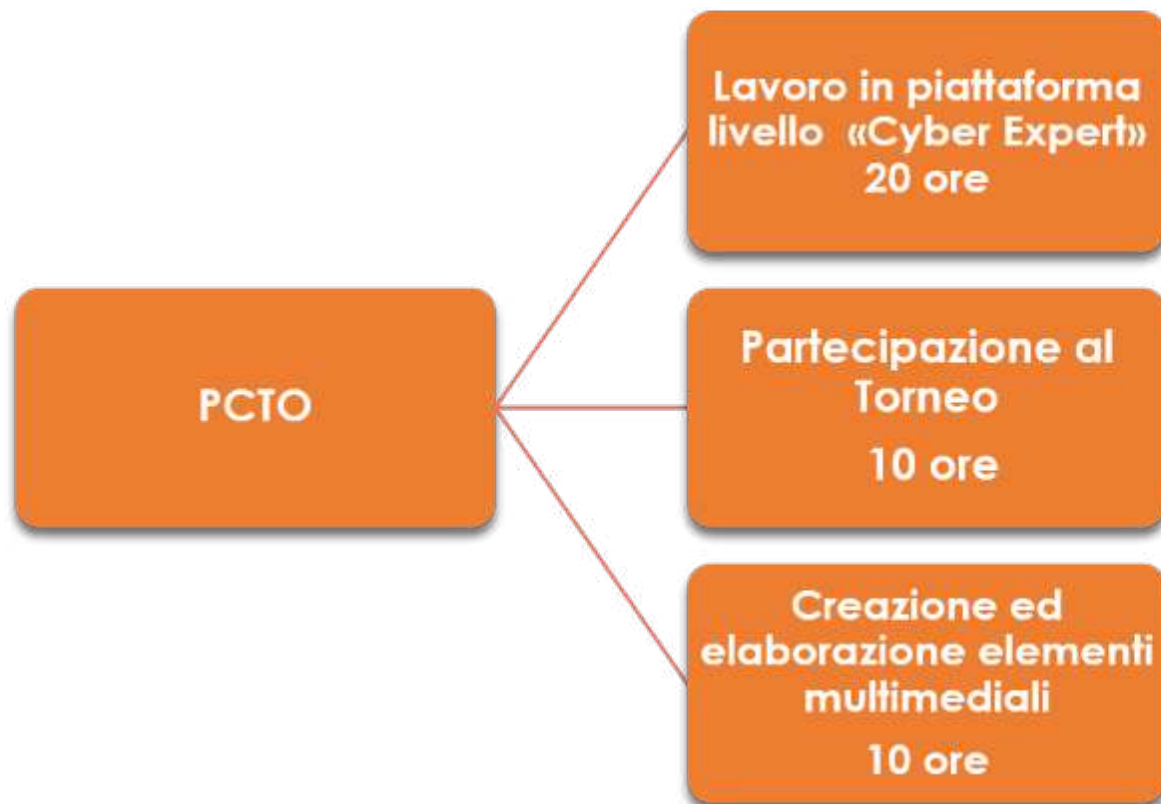 PCTO
Lavoro in piattaforma
livello «Cyber Expert»
20 ore
Partecipazione al
Torneo
10 ore
Creazione ed
elaborazione elementi
multimediali
10 ore